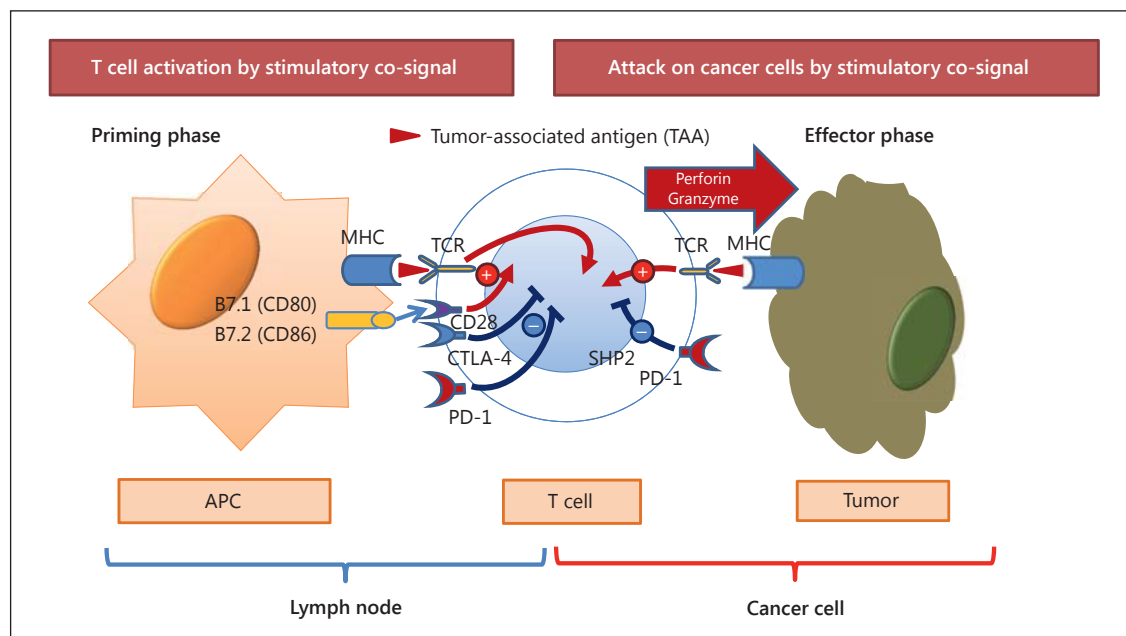 T cell activation by stimulatory co-signal
Attack on cancer cells by stimulatory co-signal
Priming phase
Tumor-associated antigen (TAA)
Effector phase
Perforin
Granzyme
MHC
TCR
TCR
MHC
+
+
B7.1 (CD80)
B7.2 (CD86)
CD28
CTLA-4
–
–
SHP2
PD-1
PD-1
APC
T cell
Tumor
Lymph node
Cancer cell